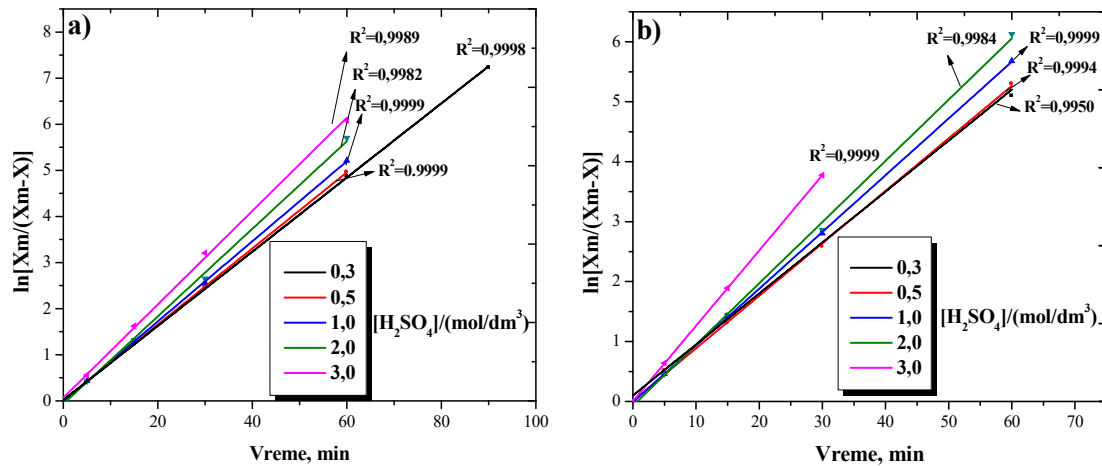 a)
ln[Xm/(Xm-X)]
8
7
6
5
4
3
2
1
0
R²=0,9989
R²=0,9998
R²=0,9982
R²=0,9999
R²=0.9999
0,3
0,5
1,0
2,0
3,0
[H₂SO₄]/(mol/dm³)
0 20 40 60 80 100
Vreme, min
b)
ln[Xm/(Xm-X)]
6
5
4
3
2
1
0
R²=0,9984
R²=0,9999
R²=0,9994
R²=0,9950
R²=0,9999
0,3
0,5
1,0
2,0
3,0
[H₂SO₄]/(mol/dm³)
0 10 20 30 40 50 60 70
Vreme, min